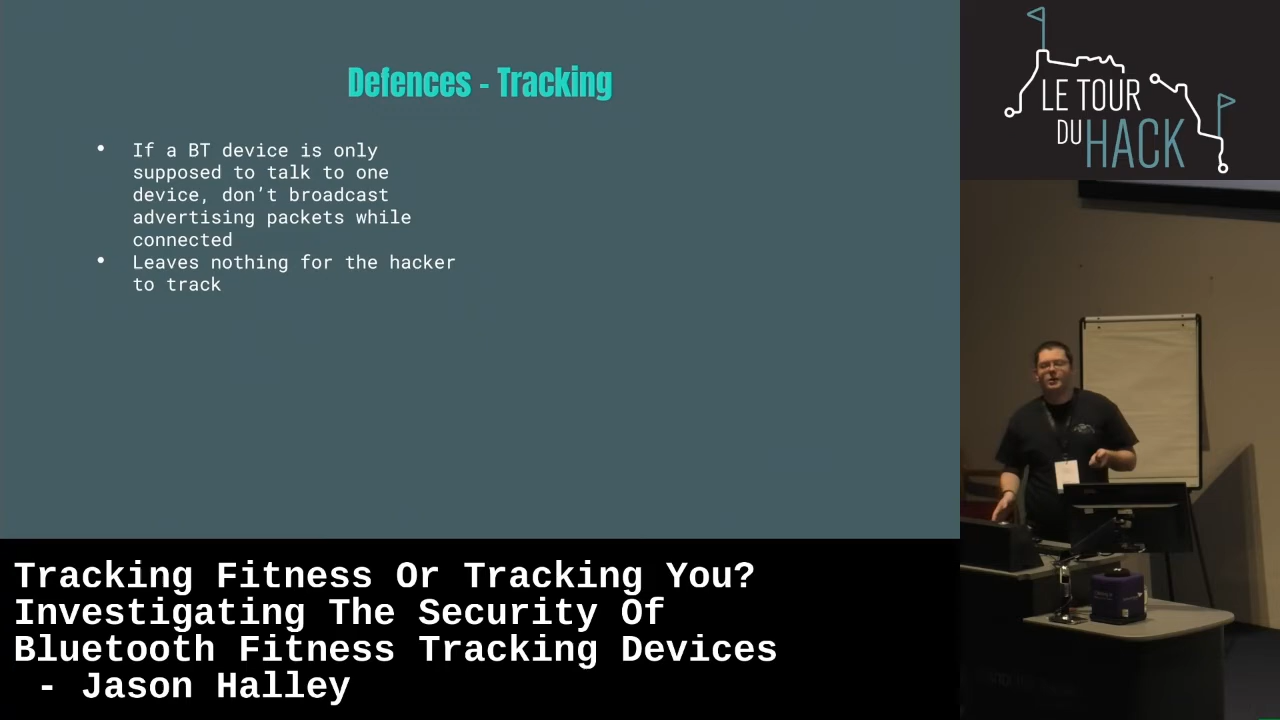 Defences - Tracking
• If a BT device is only
supposed to talk to one
device, don’t broadcast
advertising packets while
connected
• Leaves nothing for the hacker
to track
LE TOUR
DU HACK
Tracking Fitness Or Tracking You?
Investigating The Security Of
Bluetooth Fitness Tracking Devices
- Jason Halley